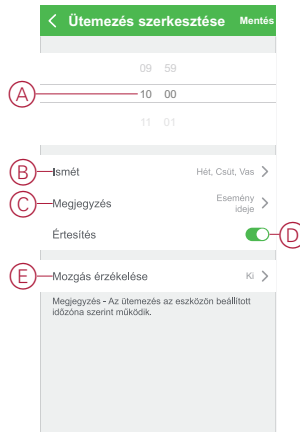 Ütemezés szerkesztése Mentés
09 59
A
10 00
11 01
B
Ismét Hét, Csüt, Vas
C
Megjegyzés Esemény
ideje
Értesítés
D
E
Mozgás érzékelése Ki
Megjegyzés - Az ütemezés az eszközön beállított
időzóna szerint működik.